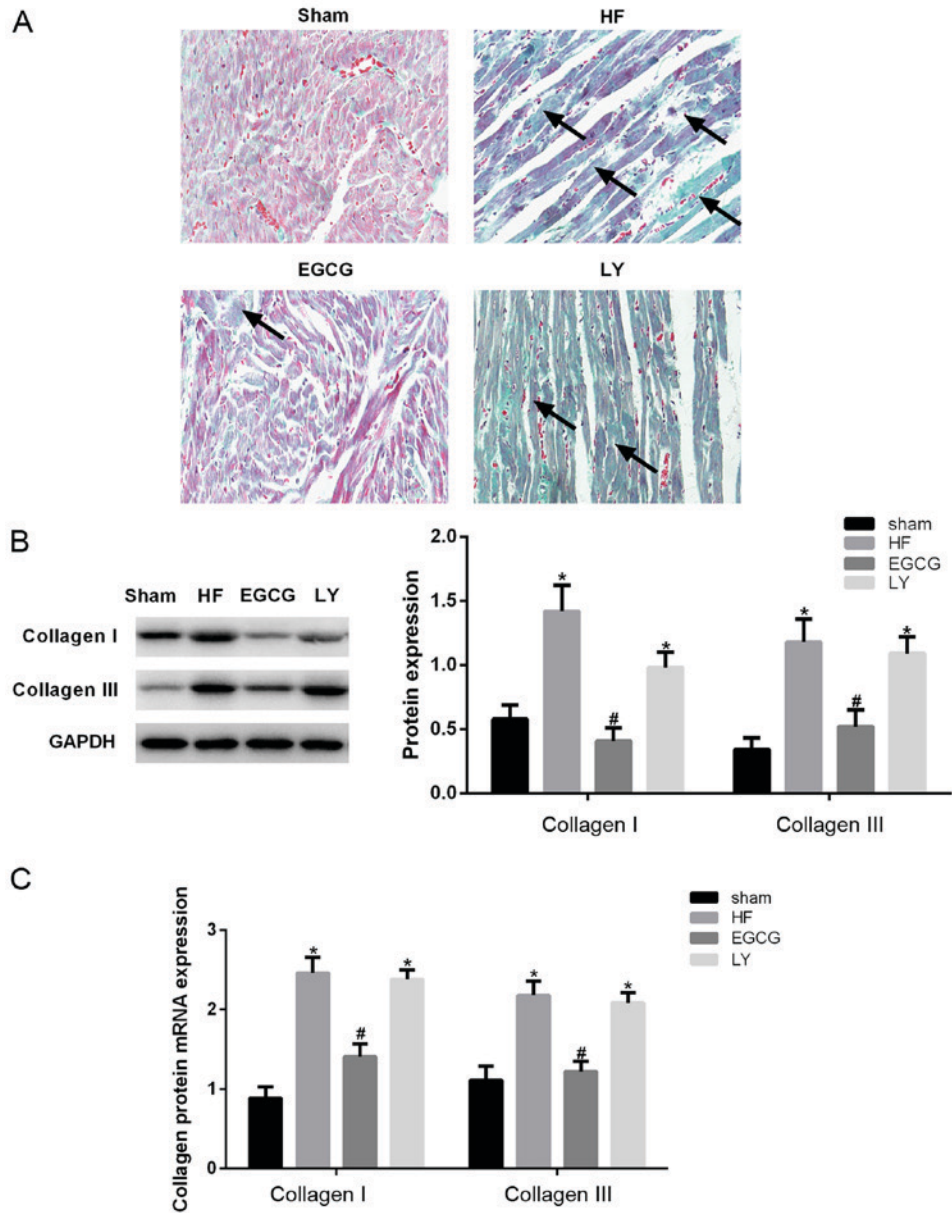 A
Sham
HF
EGCG
LY
B
Sham HF EGCG LY
Collagen I
Collagen III
GAPDH
Protein expression
2.0
1.5
1.0
0.5
0.0
* # * * # *
Collagen I
Collagen III
sham
HF
EGCG
LY
C
Collagen protein mRNA expression
3
2
1
0
* # * * # *
Collagen I
Collagen III
sham
HF
EGCG
LY